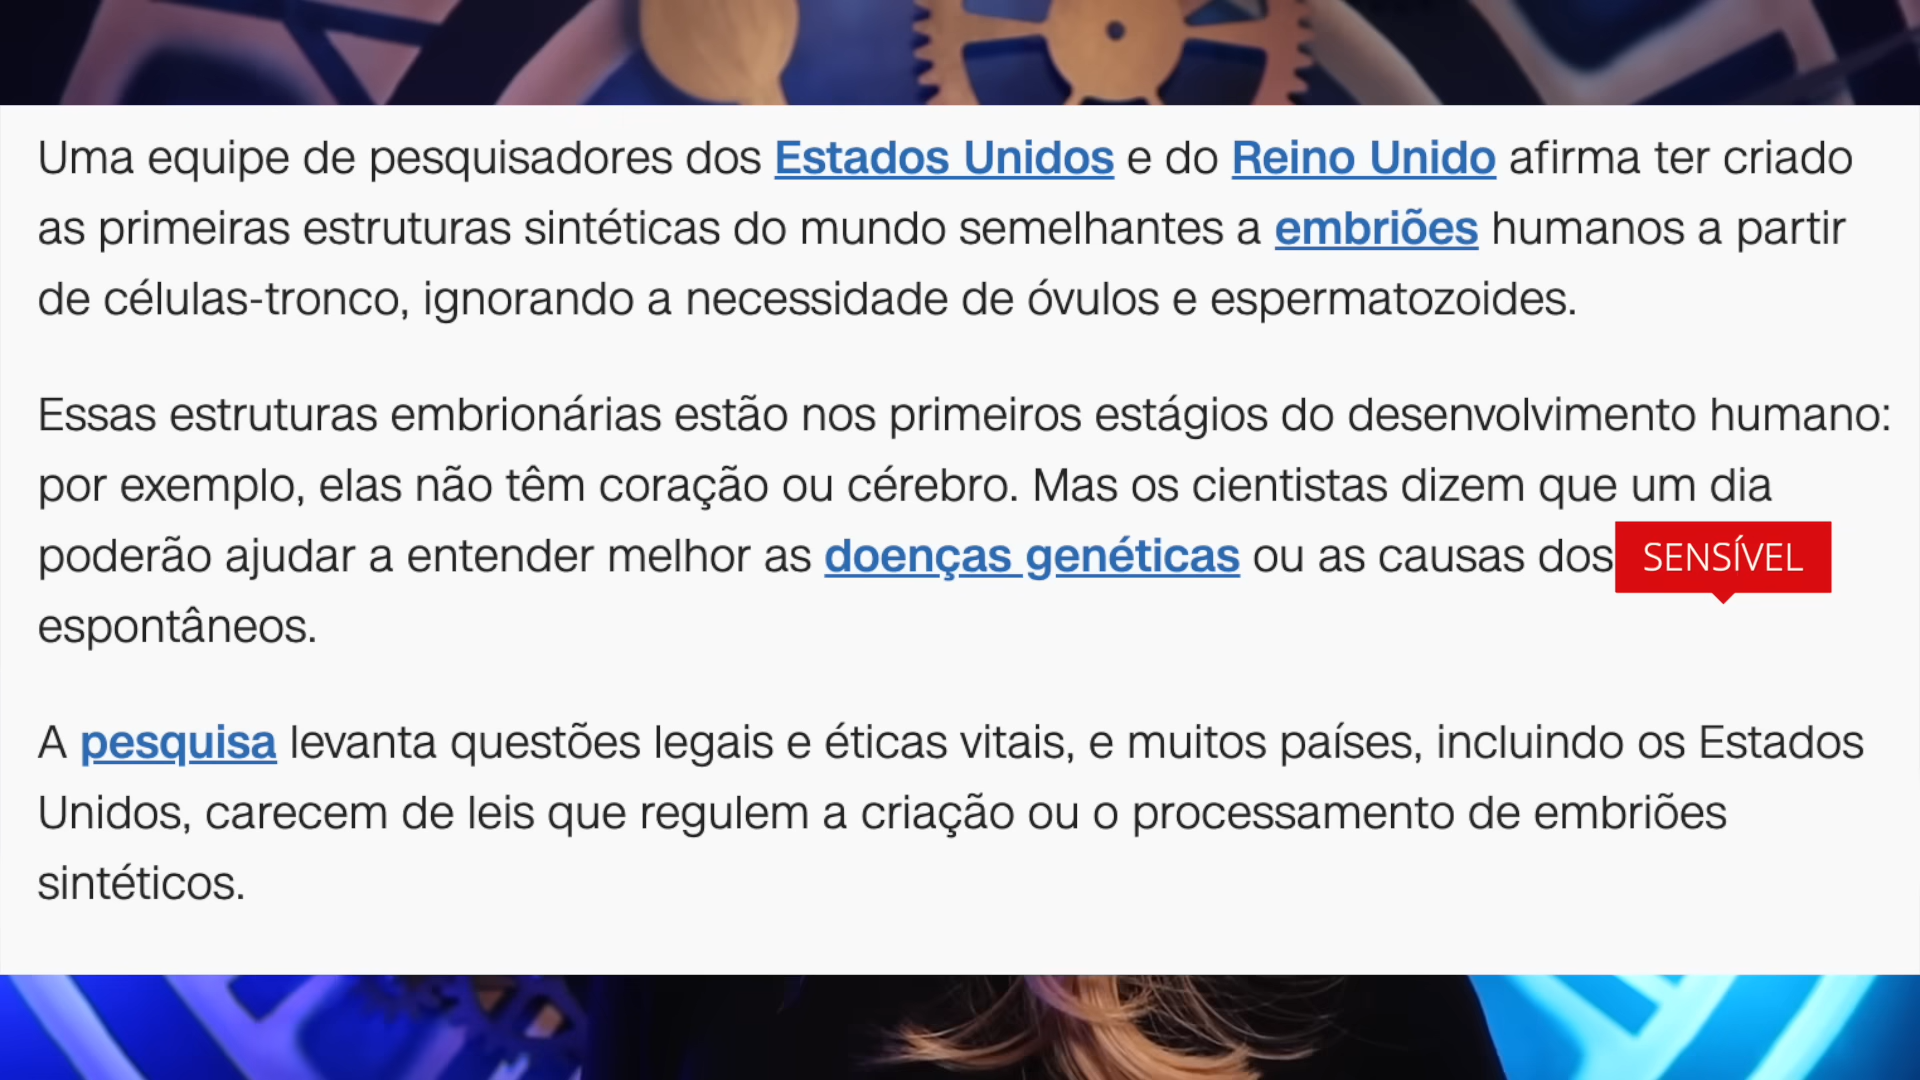 Uma equipe de pesquisadores dos Estados Unidos e do Reino Unido afirma ter criado
as primeiras estruturas sintéticas do mundo semelhantes a embriões humanos a partir
de células-tronco, ignorando a necessidade de óvulos e espermatozoides.
Essas estruturas embrionárias estão nos primeiros estágios do desenvolvimento humano:
por exemplo, elas não têm coração ou cérebro. Mas os cientistas dizem que um dia
poderão ajudar a entender melhor as doenças genéticas ou as causas dos SENSÍVEL
espontâneos.
A pesquisa levanta questões legais e éticas vitais, e muitos países, incluindo os Estados
Unidos, carecem de leis que regulem a criação ou o processamento de embriões
sintéticos.